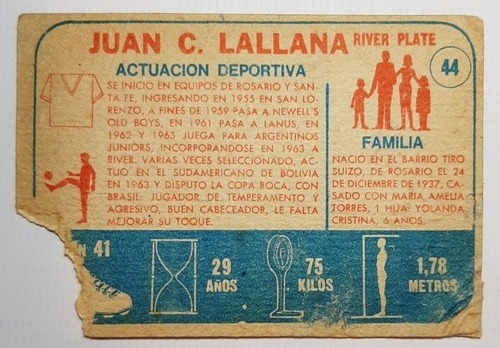 JUAN C. LALLANA RIVER PLATE
44
ACTUACION DEPORTIVA
SE INICIO EN EQUIPOS DE ROSARIO Y SAN-
TA FE, INGRESANDO EN 1955 EN SAN LO-
RENZO, A FINES DE 1959 PASA A NEWELL'S
OLD BOYS, EN 1961 PASA A LANUS, EN
1962 Y 1963 JUEGA PARA ARGENTINOS
JUNIORS, INCORPORANDOSE EN 1963 A
RIVER. VARIAS VECES SELECCIONADO, AC-
TUO EN EL SUDAMERICANO DE BOLIVIA
EN 1963 Y DISPUTO LA COPA ROCA, CON
BRASIL. JUGADOR DE TEMPERAMENTO Y
AGRESIVO, BUEN CABECEADOR, LE FALTA
MEJORAR SU TOQUE.
FAMILIA
NACIO EN EL BARRIO TIRO
SUIZO, DE ROSARIO EL 24
DE DICIEMBRE DE 1937, CA-
SADO CON MARIA AMELIA
TORRES, 1 HIJA: YOLANDA
CRISTINA, 6 AÑOS.
41
29
AÑOS
75
KILOS
1,78
METROS